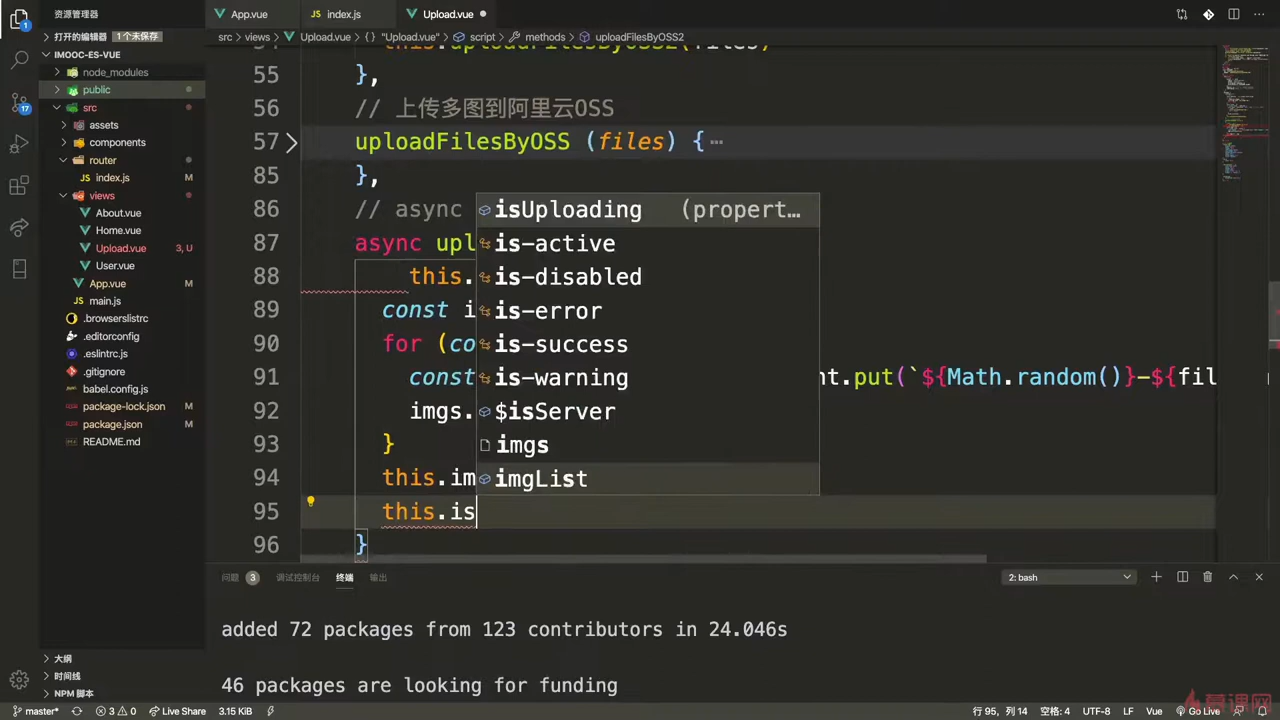 资源管理器
App.vue
index.js
Upload.vue
打开的编辑器
1 个未保存
src
views
Upload.vue
{} "Upload.vue"
script
methods
uploadFilesByOSS2
IMOOC-ES-VUE
node_modules
public
src
assets
components
router
index.js M
views
About.vue
Home.vue
Upload.vue 3, U
User.vue
App.vue M
main.js
.browserslistrc
.editorconfig
.eslintrc.js
.gitignore
babel.config.js
package-lock.json M
package.json M
README.md
大纲
时间线
NPM 脚本
55 },
56 // 上传多图到阿里云OSS
57 uploadFilesByOSS (files) { ···
85 },
86 // async
87 async upl
88 this.
89 const i
90 for (co
91 const nt.put(`${Math.random()}-${fil
92 imgs.
93 }
94 this.im
95 this.is
96 }
isUploading (propert…
is-active
is-disabled
is-error
is-success
is-warning
$isServer
imgs
imgList
问题 3
调试控制台
终端
输出
2: bash
added 72 packages from 123 contributors in 24.046s
46 packages are looking for funding
master*
3 0
Live Share
3.15 KiB
行 95, 列 14
空格: 4
UTF-8
LF
Vue
Go Live
慕课网